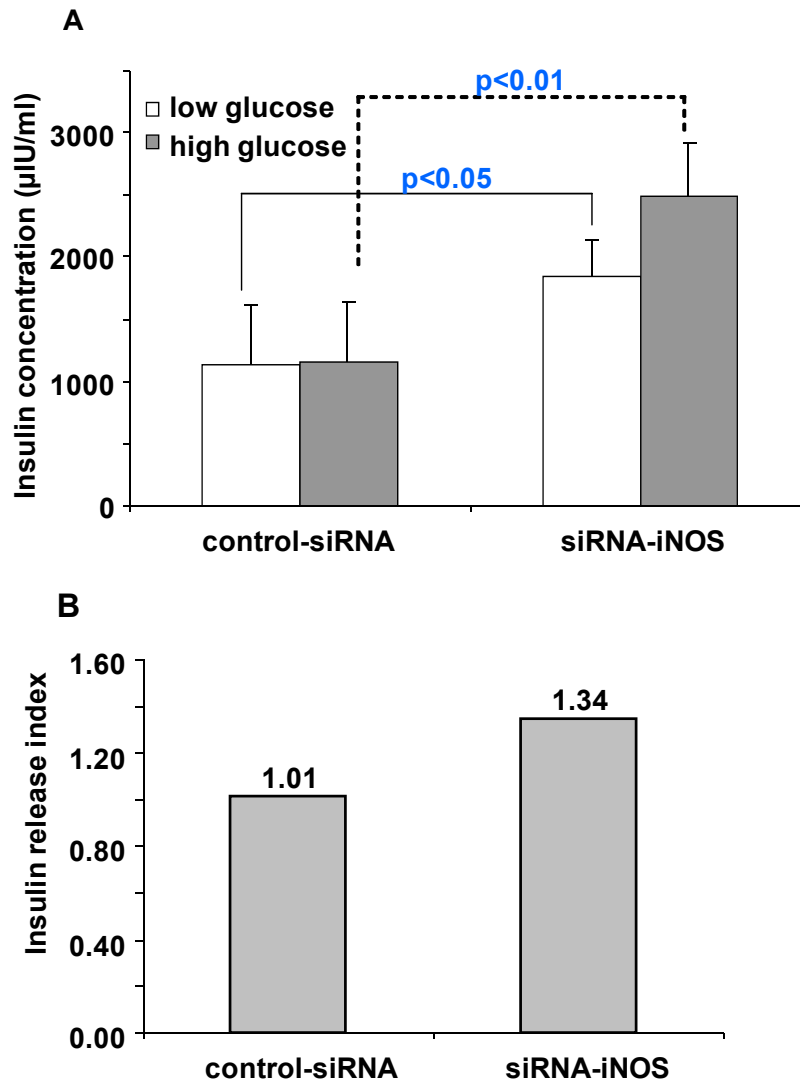 A
Insulin concentration (µIU/ml)
3000
2000
1000
0
low glucose
high glucose
p<0.01
p<0.05
control-siRNA
siRNA-iNOS
B
Insulin release index
1.60
1.20
0.80
0.40
0.00
1.01
1.34
control-siRNA
siRNA-iNOS